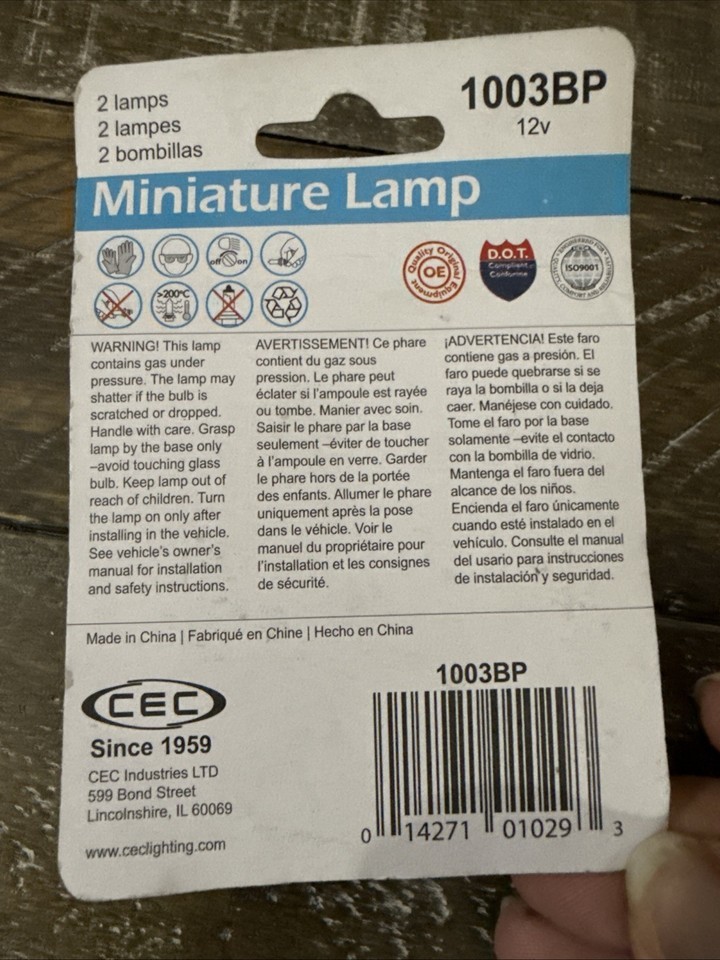 2 lamps
2 lampes
2 bombillas
1003BP
12v
Miniature Lamp
off on
>200°C
Quality Original Equipment
OE
D.O.T.
Compliant
Conforme
ISO9001
WARNING! This lamp
contains gas under
pressure. The lamp may
shatter if the bulb is
scratched or dropped.
Handle with care. Grasp
lamp by the base only
–avoid touching glass
bulb. Keep lamp out of
reach of children. Turn
the lamp on only after
installing in the vehicle.
See vehicle's owner's
manual for installation
and safety instructions.
AVERTISSEMENT! Ce phare
contient du gaz sous
pression. Le phare peut
éclater si l'ampoule est rayée
ou tombe. Manier avec soin.
Saisir le phare par la base
seulement –éviter de toucher
à l'ampoule en verre. Garder
le phare hors de la portée
des enfants. Allumer le phare
uniquement après la pose
dans le véhicle. Voir le
manuel du propriétaire pour
l'installation et les consignes
de sécurité.
¡ADVERTENCIA! Este faro
contiene gas a presión. El
faro puede quebrarse si se
raya la bombilla o si la deja
caer. Manéjese con cuidado.
Tome el faro por la base
solamente –evite el contacto
con la bombilla de vidrio.
Mantenga el faro fuera del
alcance de los niños.
Encienda el faro únicamente
cuando esté instalado en el
vehículo. Consulte el manual
del usario para instrucciones
de instalación y seguridad.
Made in China | Fabriqué en Chine | Hecho en China
CEC
Since 1959
CEC Industries LTD
599 Bond Street
Lincolnshire, IL 60069
www.ceclighting.com
1003BP
0 14271 01029 3